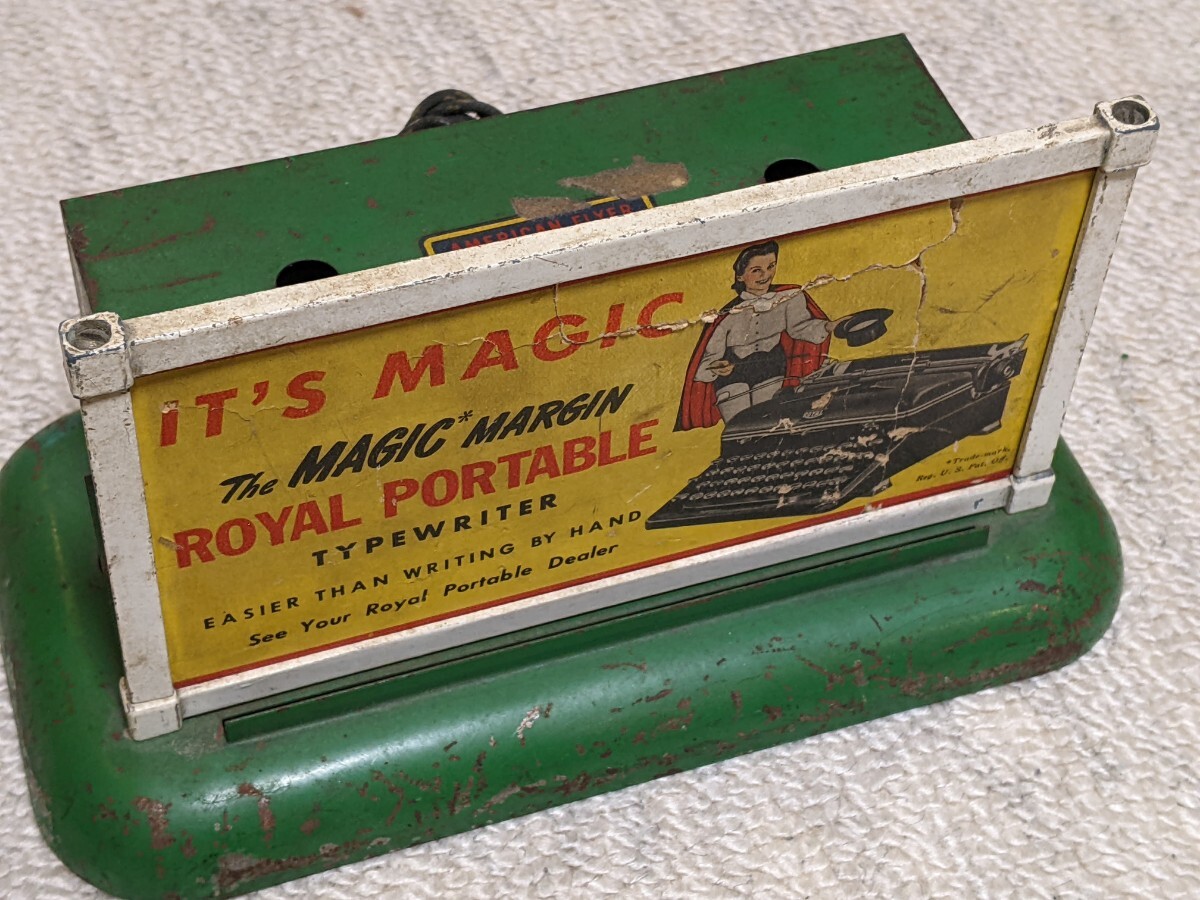 AMERICAN FLYER
IT'S MAGIC
The MAGIC* MARGIN
ROYAL PORTABLE
TYPEWRITER
EASIER THAN WRITING BY HAND
See Your Royal Portable Dealer
*Trade-mark,
Reg. U. S. Pat. Off.